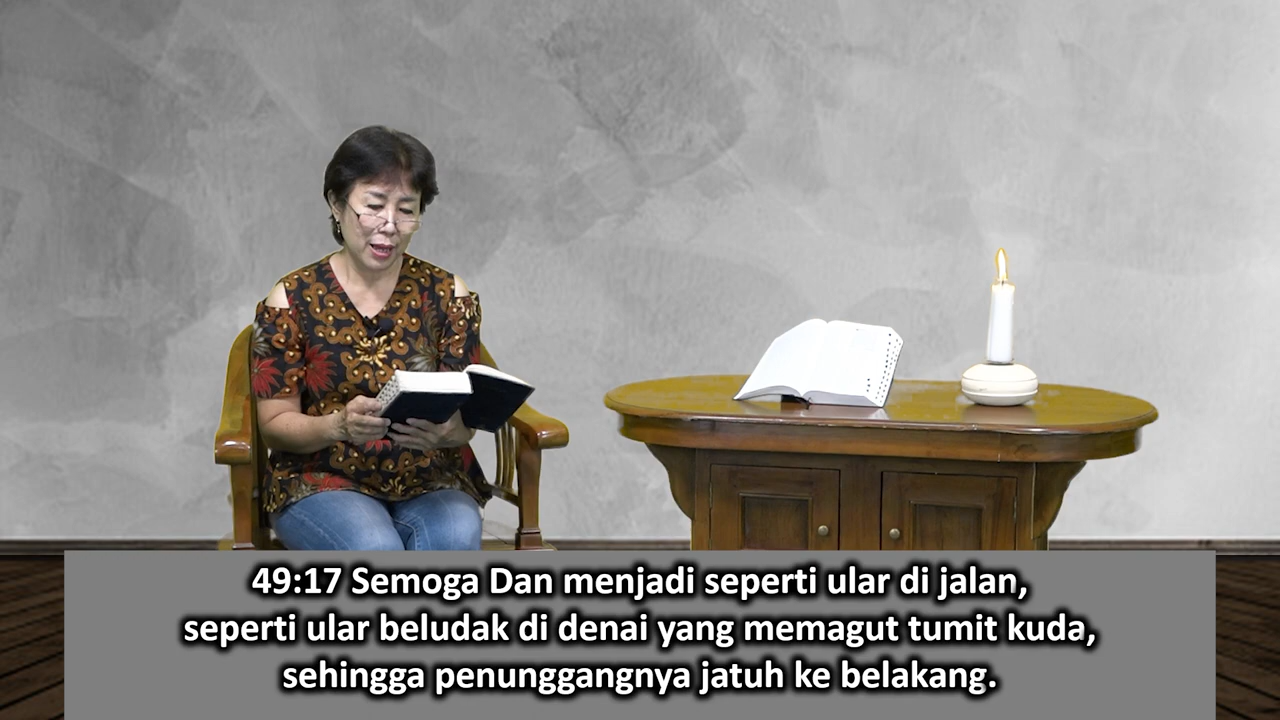 49:17 Semoga Dan menjadi seperti ular di jalan,
seperti ular beludak di denai yang memagut tumit kuda,
sehingga penunggangnya jatuh ke belakang.